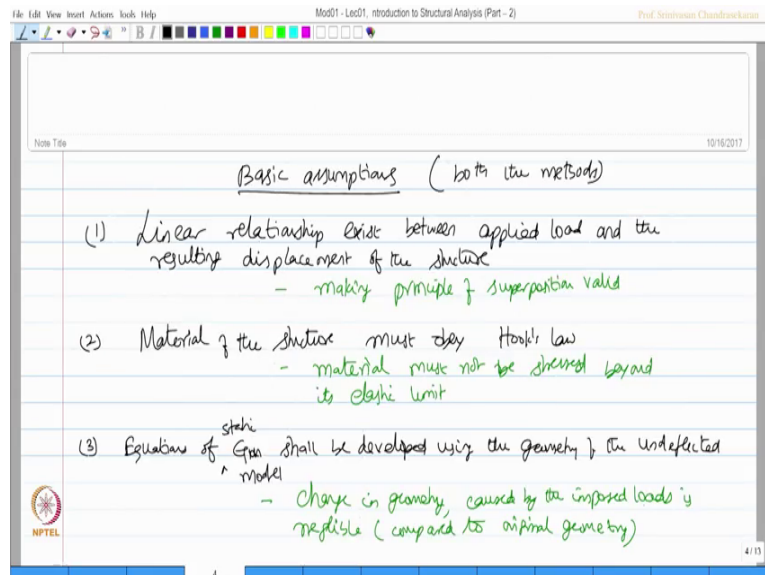 File Edit View Insert Actions Tools Help
Mod01 - Lec01, ntroduction to Structural Analysis (Part – 2)
Prof Srinivasan Chandrasekaran
B I
Note Title
10/16/2017
Basic assumptions ( both the methods)
(1) Linear relationship exist between applied load and the
resulting displacement of the structure
- making principle of superposition valid
(2) Material of the structure must obey Hook's law
- material must not be stressed beyond
its elastic limit
static
(3) Equations of Eqm shall be developed using the geometry of the undeflected
^ model
- change in geometry, caused by the imposed loads is
neglible ( compared to original geometry)
NPTEL
4 / 13